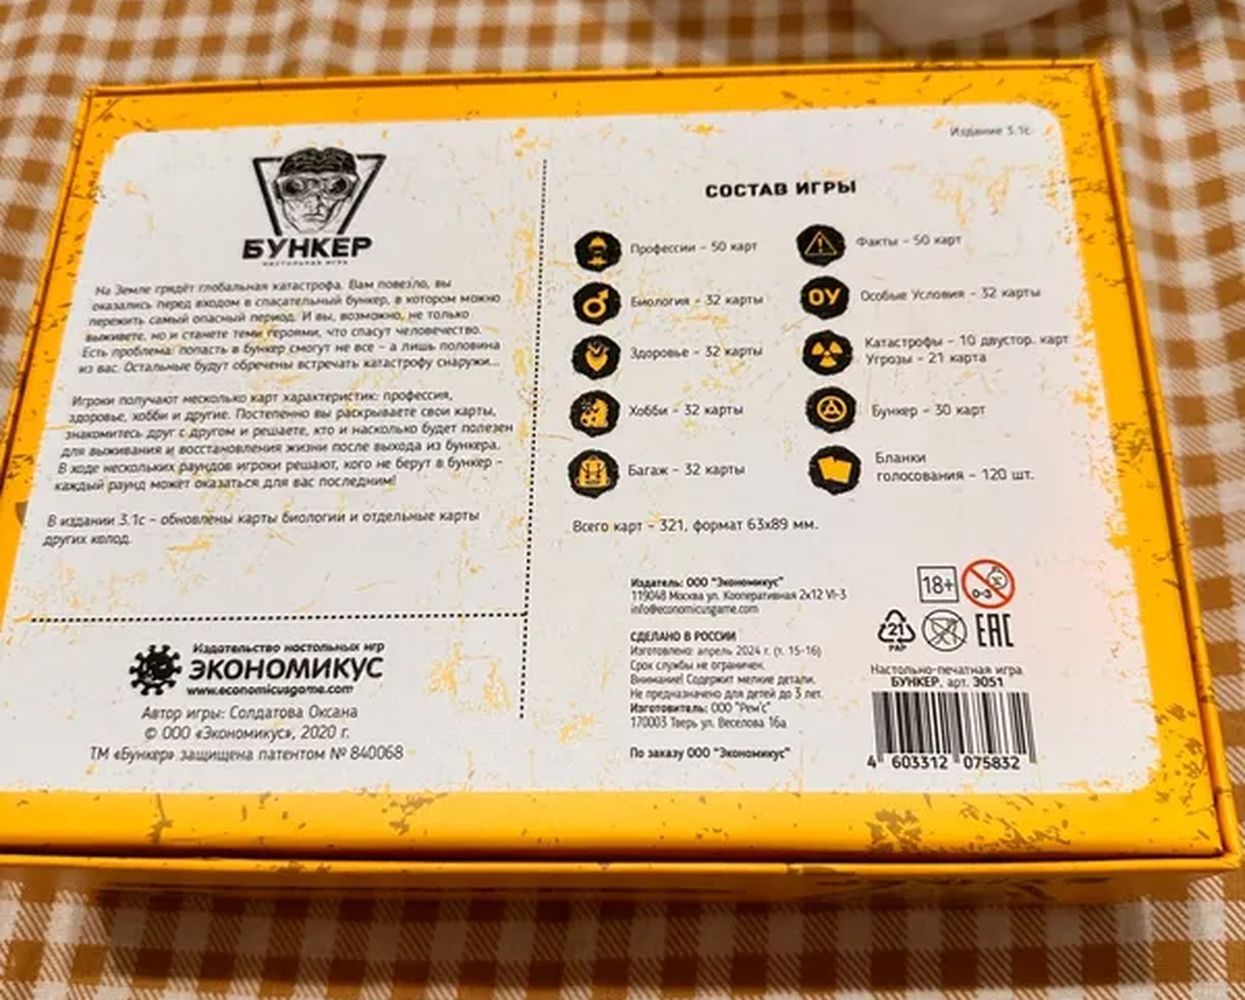 Издание 3.1с
БУНКЕР
НАСТОЛЬНАЯ ИГРА
На Земле грядёт глобальная катастрофа. Вам повезло, вы
оказались перед входом в спасательный бункер, в котором можно
пережить самый опасный период. И вы, возможно, не только
выживете, но и станете теми героями, что спасут человечество.
Есть проблема: попасть в бункер смогут не все – а лишь половина
из вас. Остальные будут обречены встречать катастрофу снаружи...
Игроки получают несколько карт характеристик: профессия,
здоровье, хобби и другие. Постепенно вы раскрываете свои карты,
знакомитесь друг с другом и решаете, кто и насколько будет полезен
для выживания и восстановления жизни после выхода из бункера.
В ходе нескольких раундов игроки решают, кого не берут в бункер –
каждый раунд может оказаться для вас последним!
В издании 3.1с – обновлены карты биологии и отдельные карты
других колод.
Издательство настольных игр
ЭКОНОМИКУС
www.economicusgame.com
Автор игры: Солдатова Оксана
© ООО «Экономикус», 2020 г.
ТМ «Бункер» защищена патентом № 840068
СОСТАВ ИГРЫ
Профессии – 50 карт
Биология – 32 карты
Здоровье – 32 карты
Хобби – 32 карты
Багаж – 32 карты
Факты – 50 карт
ОУ
Особые Условия – 32 карты
Катастрофы – 10 двустор. карт
Угрозы – 21 карта
Бункер – 30 карт
Бланки
голосования – 120 шт.
Всего карт – 321, формат 63х89 мм.
Издатель: ООО "Экономикус"
119048 Москва ул. Кооперативная 2к12 VI-3
info@economicusgame.com
СДЕЛАНО В РОССИИ
Изготовлено: апрель 2024 г. (т. 15-16)
Срок службы не ограничен.
Внимание! Содержит мелкие детали.
Не предназначено для детей до 3 лет.
Изготовитель: ООО "Рем'с"
170003 Тверь ул. Веселова 16а
По заказу ООО "Экономикус"
18+
0-3
21
PAP
ЕАС
Настольно-печатная игра
БУНКЕР, арт. 3051
4 603312 075832